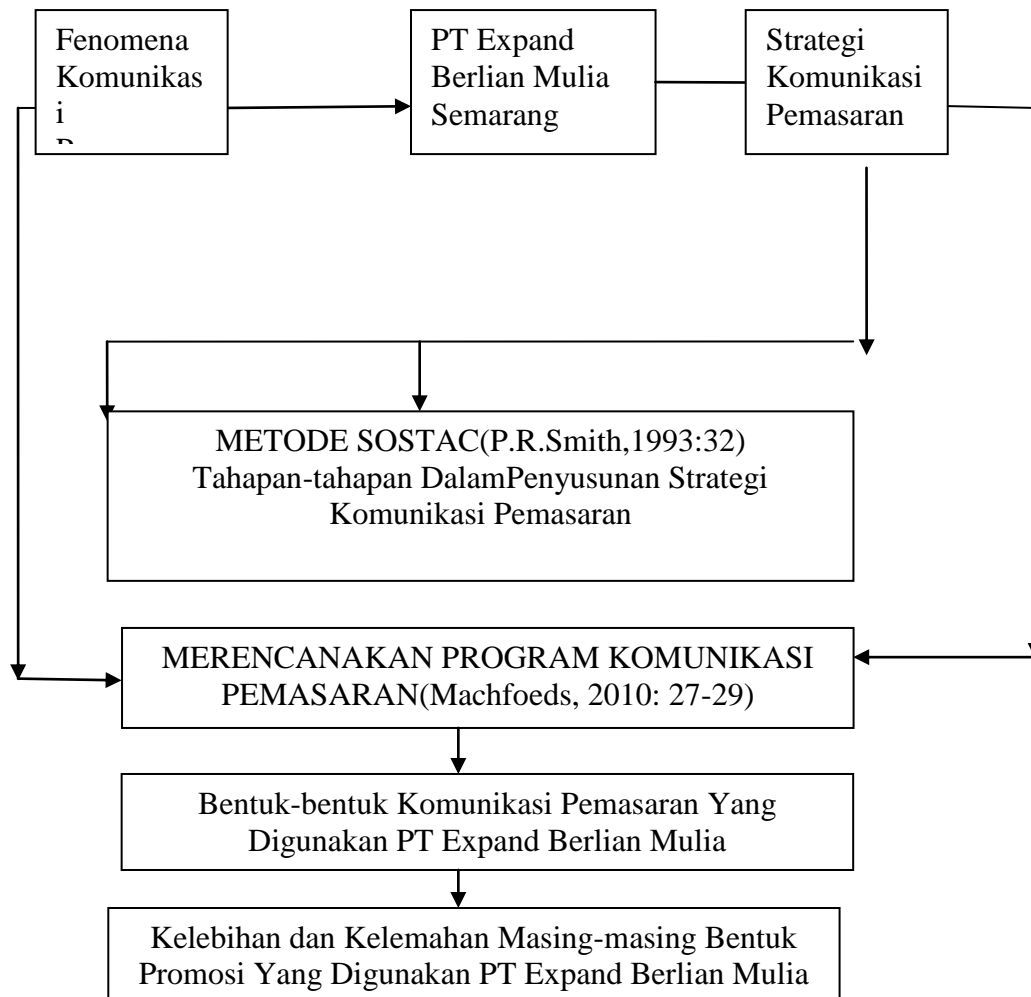 Fenomena
Komunikas
i
PT Expand
Berlian Mulia
Semarang
Strategi
Komunikasi
Pemasaran
METODE SOSTAC(P.R.Smith,1993:32)
Tahapan-tahapan DalamPenyusunan Strategi
Komunikasi Pemasaran
MERENCANAKAN PROGRAM KOMUNIKASI
PEMASARAN(Machfoeds, 2010: 27-29)
Bentuk-bentuk Komunikasi Pemasaran Yang
Digunakan PT Expand Berlian Mulia
Kelebihan dan Kelemahan Masing-masing Bentuk
Promosi Yang Digunakan PT Expand Berlian Mulia